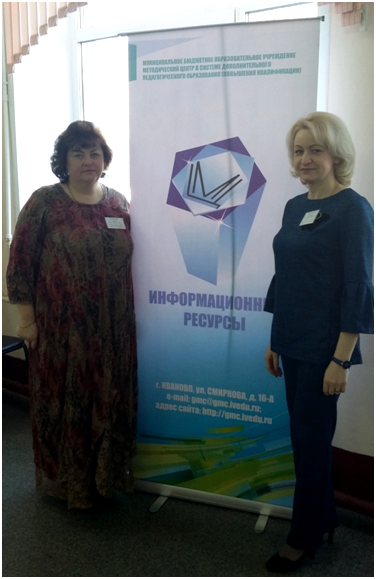 МУНИЦИПАЛЬНОЕ БЮДЖЕТНОЕ ОБРАЗОВАТЕЛЬНОЕ УЧРЕЖДЕНИЕ
МЕТОДИЧЕСКИЙ ЦЕНТР В СИСТЕМЕ ДОПОЛНИТЕЛЬНОГО
ПЕДАГОГИЧЕСКОГО ОБРАЗОВАНИЯ (ПОВЫШЕНИЯ КВАЛИФИКАЦИИ)
ИНФОРМАЦИОНН
РЕСУРСЫ
г. ИВАНОВО, УЛ. СМИРНОВА, Д. 16-А
e-mail: gmc@gmc.ivedu.ru;
адрес сайта: http://gmc.ivedu.ru